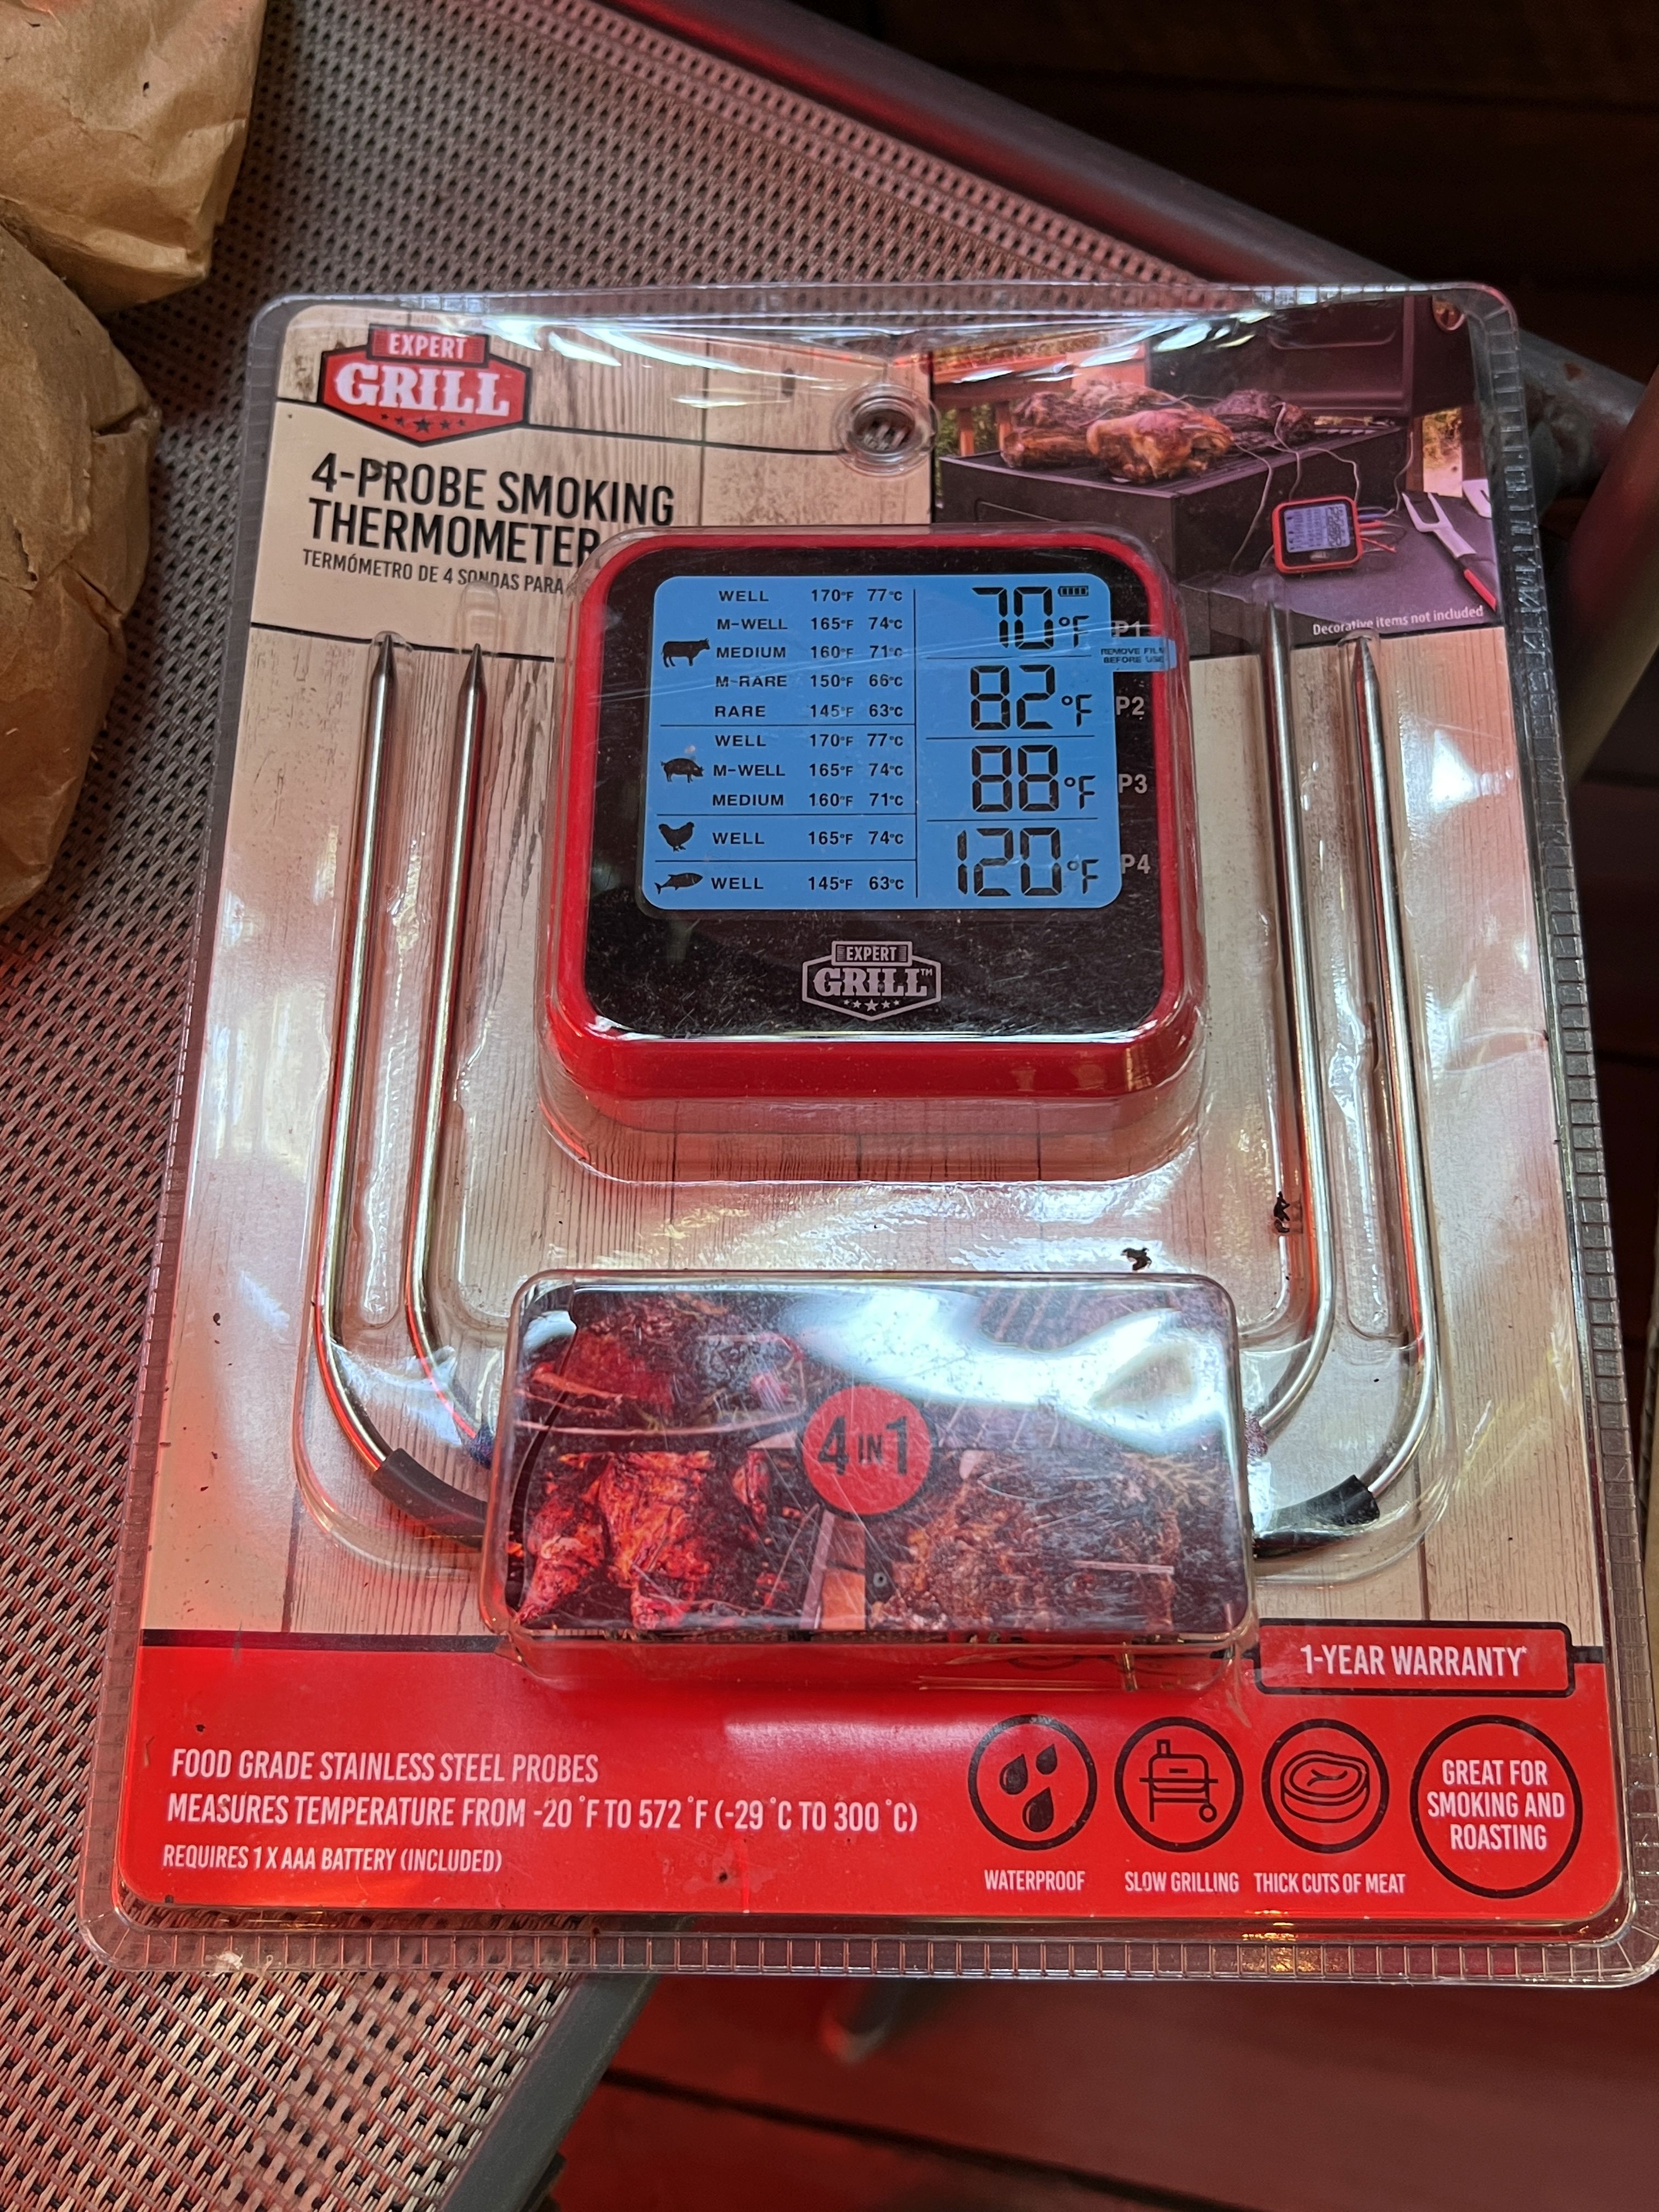 EXPERT
GRILL
4-PROBE SMOKING
THERMOMETER
TERMÓMETRO DE 4 SONDAS PARA
Decorative items not included
WELL 170°F 77°C
M-WELL 165°F 74°C
MEDIUM 160°F 71°C
M-RARE 150°F 66°C
RARE 145°F 63°C
WELL 170°F 77°C
M-WELL 165°F 74°C
MEDIUM 160°F 71°C
WELL 165°F 74°C
WELL 145°F 63°C
70°F P1
REMOVE FILM
BEFORE USE
82°F P2
88°F P3
120°F P4
EXPERT
GRILL™
4 IN 1
1-YEAR WARRANTY*
FOOD GRADE STAINLESS STEEL PROBES
MEASURES TEMPERATURE FROM -20 °F TO 572 °F (-29 °C TO 300 °C)
REQUIRES 1 X AAA BATTERY (INCLUDED)
WATERPROOF
SLOW GRILLING
THICK CUTS OF MEAT
GREAT FOR
SMOKING AND
ROASTING